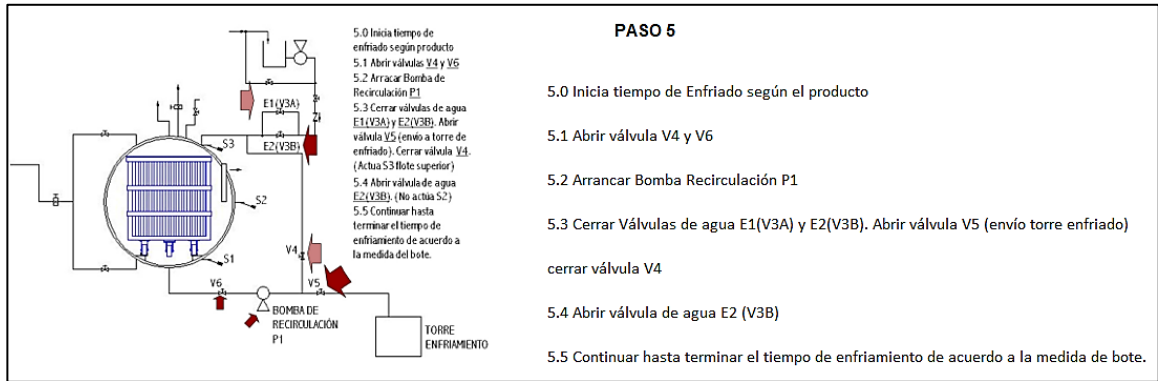 5.0 Inicia tiempo de
enfriado según producto
5.1 Abrir válvulas V4 y V6
5.2 Arracar Bomba de
Recirculación P1
5.3 Cerrar válvulas de agua
E1(V3A) y E2(V3B). Abrir
válvula V5 (envio a torre de
enfriado). Cerrar válvula V4.
(Actua S3 flote superior)
5.4 Abrir válvula de agua
E2(V3B). (No actúa S2)
5.5 Continuar hasta
terminar el tiempo de
enfriamiento de acuerdo a
la medida del bote.
E1(V3A)
E2(V3B)
S3
S2
S1
V4
V6
V5
BOMBA DE
RECIRCULACIÓN
P1
TORRE
ENFRIAMIENTO
PASO 5
5.0 Inicia tiempo de Enfriado según el producto
5.1 Abrir válvula V4 y V6
5.2 Arrancar Bomba Recirculación P1
5.3 Cerrar Válvulas de agua E1(V3A) y E2(V3B). Abrir válvula V5 (envío torre enfriado)
cerrar válvula V4
5.4 Abrir válvula de agua E2 (V3B)
5.5 Continuar hasta terminar el tiempo de enfriamiento de acuerdo a la medida de bote.